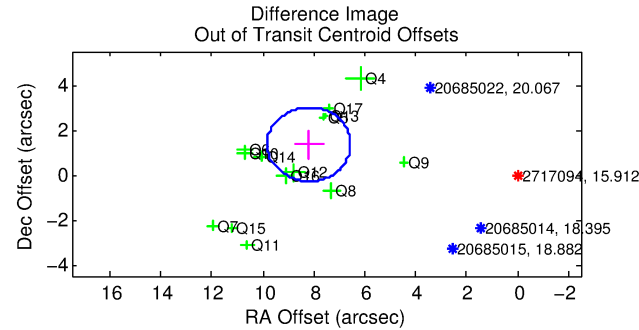 Difference Image
Out of Transit Centroid Offsets
Dec Offset (arcsec)
4
2
0
−2
−4
Q4
20685022, 20.067
Q17
Q13
Q14
Q12
Q16
Q9
2717094, 15.912
Q8
Q7
Q15
20685014, 18.395
Q11
20685015, 18.882
16
14
12
10
8
6
4
2
0
−2
RA Offset (arcsec)